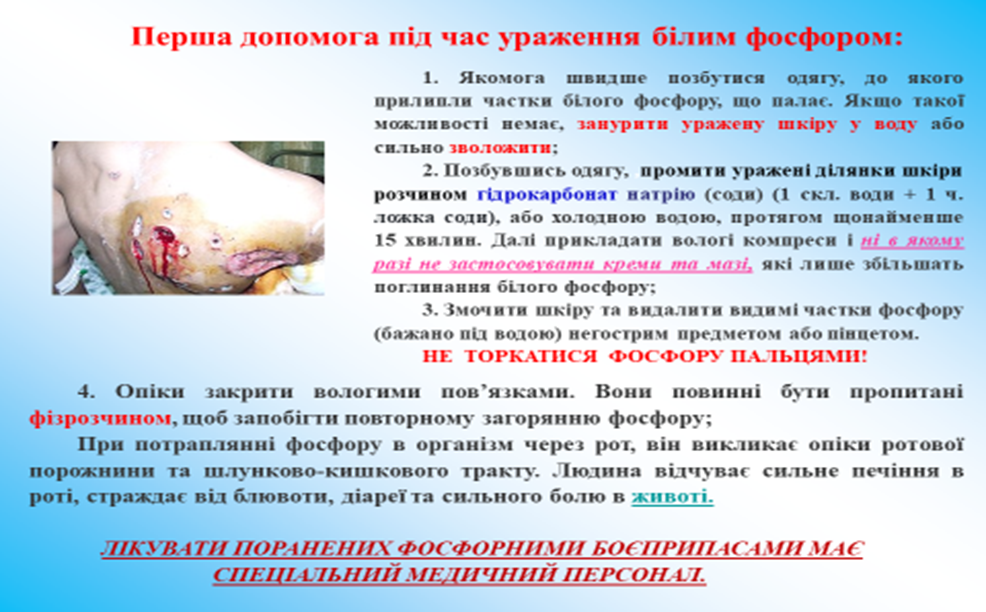 Перша допомога під час ураження білим фосфором:
1. Якомога швидше позбутися одягу, до якого
прилипли частки білого фосфору, що палає. Якщо такої
можливості немає, занурити уражену шкіру у воду або
сильно зволожити;
2. Позбувшись одягу, промити уражені ділянки шкіри
розчином гідрокарбонат натрію (соди) (1 скл. води + 1 ч.
ложка соди), або холодною водою, протягом щонайменше
15 хвилин. Далі прикладати вологі компреси і ні в якому
разі не застосовувати креми та мазі, які лише збільшать
поглинання білого фосфору;
3. Змочити шкіру та видалити видимі частки фосфору
(бажано під водою) негострим предметом або пінцетом.
НЕ ТОРКАТИСЯ ФОСФОРУ ПАЛЬЦЯМИ!
4. Опіки закрити вологими пов’язками. Вони повинні бути пропитані
фізрозчином, щоб запобігти повторному загорянню фосфору;
При потраплянні фосфору в організм через рот, він викликає опіки ротової
порожнини та шлунково-кишкового тракту. Людина відчуває сильне печіння в
роті, страждає від блювоти, діареї та сильного болю в животі.
ЛІКУВАТИ ПОРАНЕНИХ ФОСФОРНИМИ БОЄПРИПАСАМИ МАЄ
СПЕЦІАЛЬНИЙ МЕДИЧНИЙ ПЕРСОНАЛ.